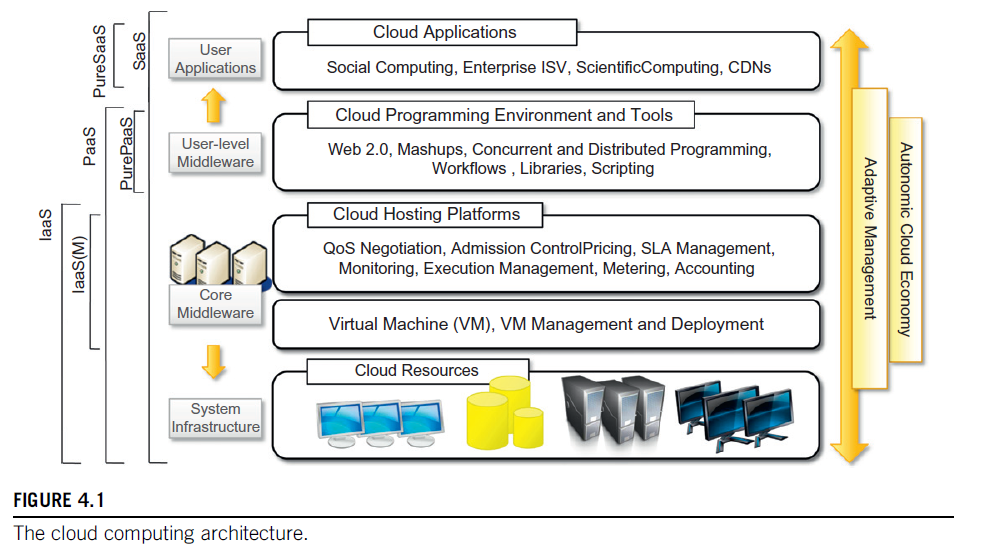 PureSaaS
SaaS
User
Applications
Cloud Applications
Social Computing, Enterprise ISV, ScientificComputing, CDNs
PaaS
PurePaaS
User-level
Middleware
Cloud Programming Environment and Tools
Web 2.0, Mashups, Concurrent and Distributed Programming,
Workflows , Libraries, Scripting
IaaS
IaaS(M)
Core
Middleware
Cloud Hosting Platforms
QoS Negotiation, Admission ControlPricing, SLA Management,
Monitoring, Execution Management, Metering, Accounting
Virtual Machine (VM), VM Management and Deployment
System
Infrastructure
Cloud Resources
Adaptive Management
Autonomic Cloud Economy
FIGURE 4.1
The cloud computing architecture.